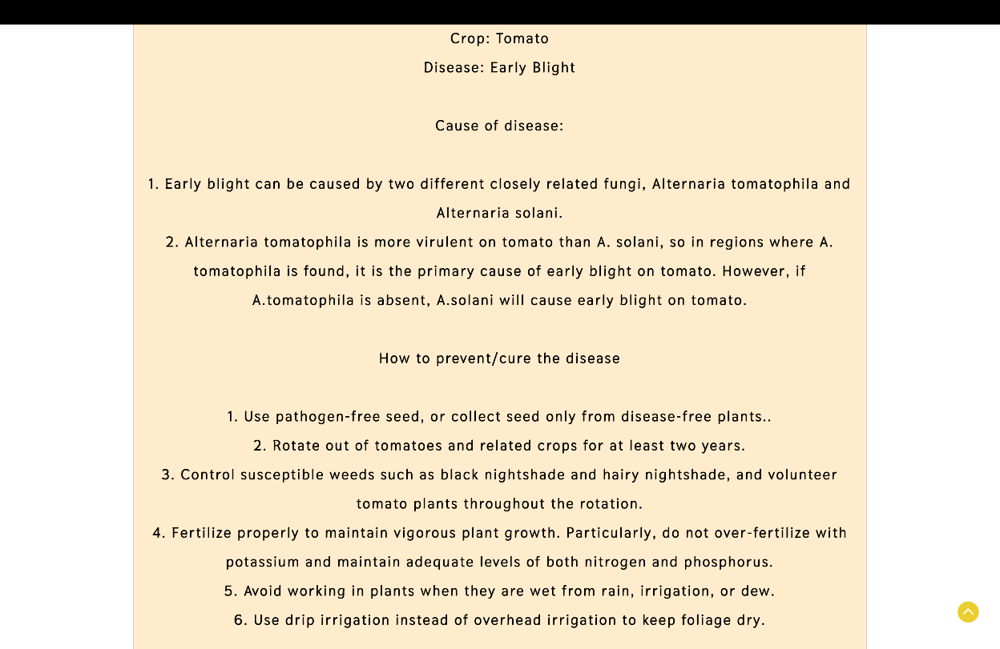 Crop: Tomato
Disease: Early Blight
Cause of disease:
1. Early blight can be caused by two different closely related fungi, Alternaria tomatophila and
Alternaria solani.
2. Alternaria tomatophila is more virulent on tomato than A. solani, so in regions where A.
tomatophila is found, it is the primary cause of early blight on tomato. However, if
A.tomatophila is absent, A.solani will cause early blight on tomato.
How to prevent/cure the disease
1. Use pathogen-free seed, or collect seed only from disease-free plants..
2. Rotate out of tomatoes and related crops for at least two years.
3. Control susceptible weeds such as black nightshade and hairy nightshade, and volunteer
tomato plants throughout the rotation.
4. Fertilize properly to maintain vigorous plant growth. Particularly, do not over-fertilize with
potassium and maintain adequate levels of both nitrogen and phosphorus.
5. Avoid working in plants when they are wet from rain, irrigation, or dew.
6. Use drip irrigation instead of overhead irrigation to keep foliage dry.